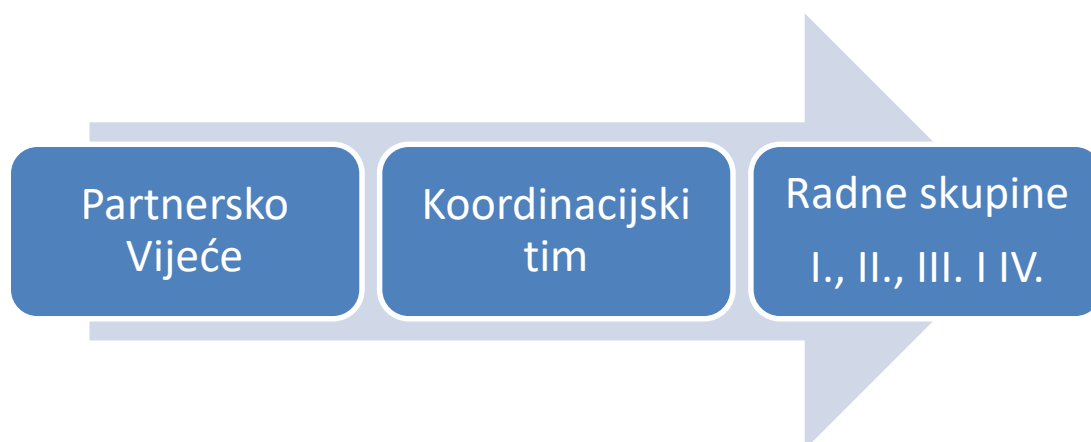 Partnersko
Vijeće
Koordinacijski
tim
Radne skupine
I., II., III. I IV.